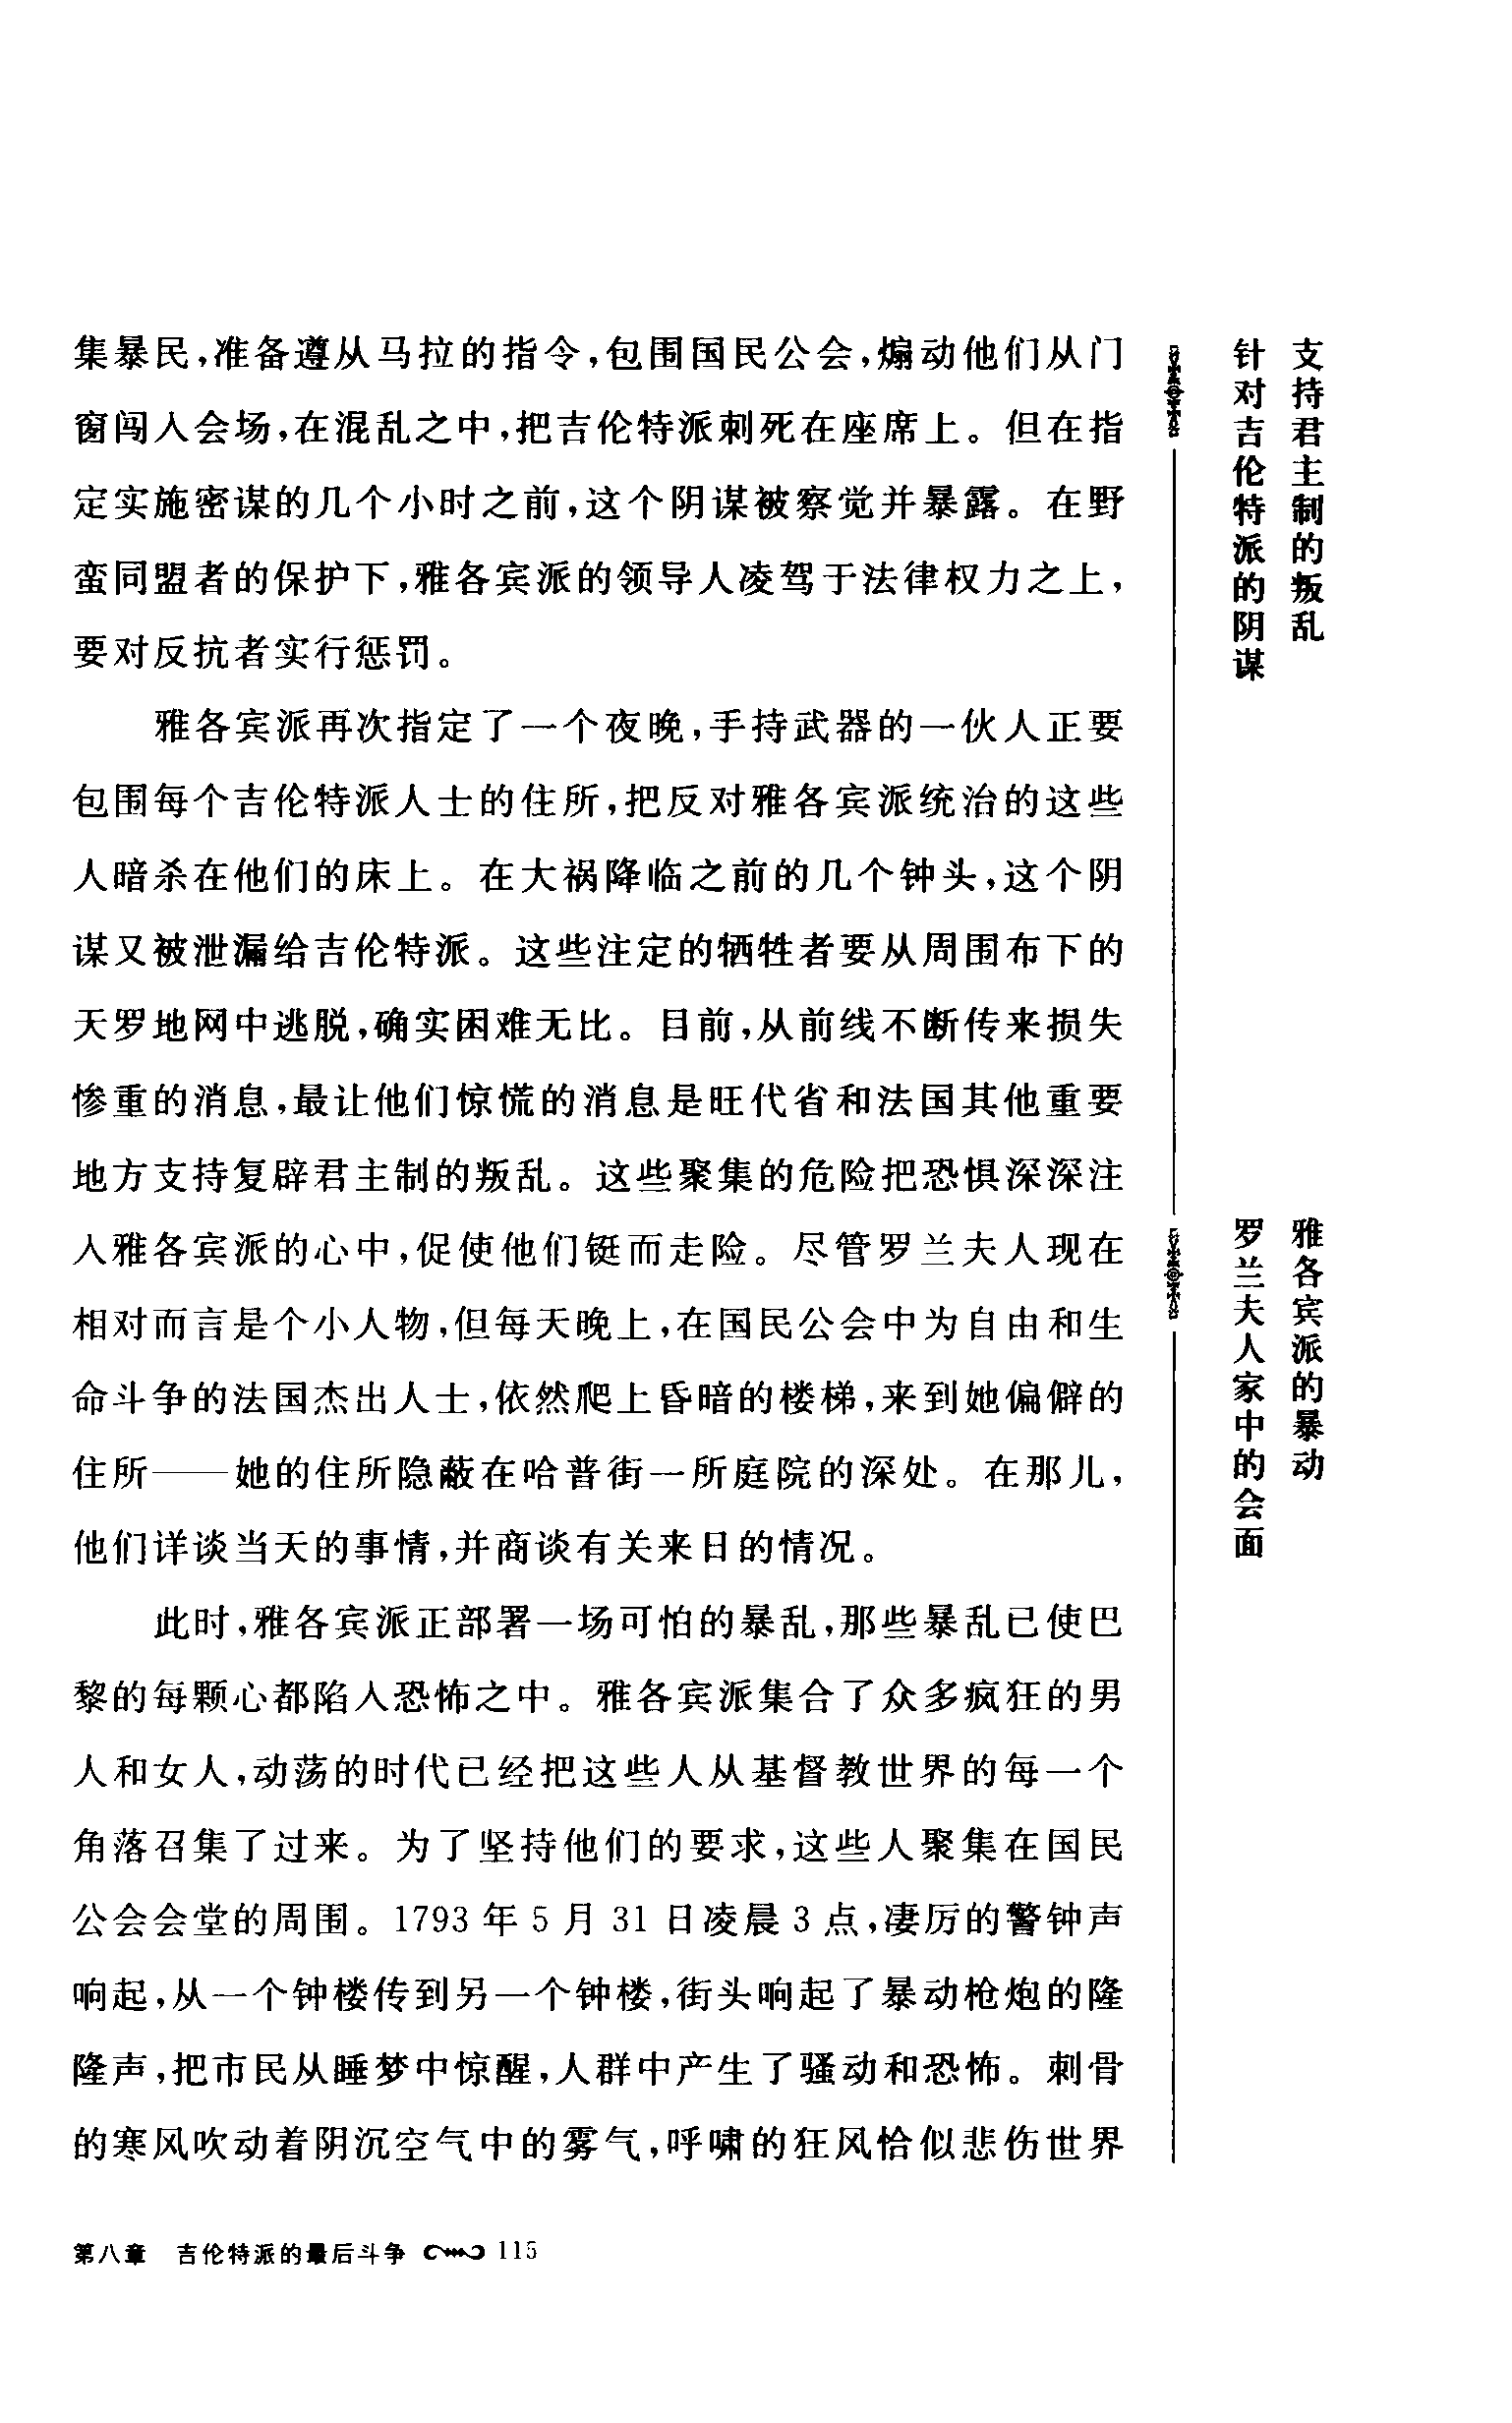 集暴民,准备遵从马拉的指令,包围国民公会,煽动他们从门
窗闯入会场,在混乱之中,把吉伦特派刺死在座席上。但在指
定实施密谋的几个小时之前,这个阴谋被察觉并暴露。在野
蛮同盟者的保护下,雅各宾派的领导人凌驾于法律权力之上,
要对反抗者实行惩罚。
雅各宾派再次指定了一个夜晚,手持武器的一伙人正要
包围每个吉伦特派人士的住所,把反对雅各宾派统治的这些
人暗杀在他们的床上。在大祸降临之前的几个钟头,这个阴
谋又被泄漏给吉伦特派。这些注定的牺牲者要从周围布下的
天罗地网中逃脱,确实困难无比。目前,从前线不断传来损失
惨重的消息,最让他们惊慌的消息是旺代省和法国其他重要
地方支持复辟君主制的叛乱。这些聚集的危险把恐惧深深注
入雅各宾派的心中,促使他们铤而走险。尽管罗兰夫人现在
相对而言是个小人物,但每天晚上,在国民公会中为自由和生
命斗争的法国杰出人士,依然爬上昏暗的楼梯,来到她偏僻的
住所——她的住所隐蔽在哈普街一所庭院的深处。在那儿,
他们详谈当天的事情,并商谈有关来日的情况。
此时,雅各宾派正部署一场可怕的暴乱,那些暴乱已使巴
黎的每颗心都陷入恐怖之中。雅各宾派集合了众多疯狂的男
人和女人,动荡的时代已经把这些人从基督教世界的每一个
角落召集了过来。为了坚持他们的要求,这些人聚集在国民
公会会堂的周围。1793 年 5 月 31 日凌晨 3 点,凄厉的警钟声
响起,从一个钟楼传到另一个钟楼,街头响起了暴动枪炮的隆
隆声,把市民从睡梦中惊醒,人群中产生了骚动和恐怖。刺骨
的寒风吹动着阴沉空气中的雾气,呼啸的狂风恰似悲伤世界
支持君主制的叛乱
针对吉伦特派的阴谋
雅各宾派的暴动
罗兰夫人家中的会面
第八章 吉伦特派的最后斗争 115